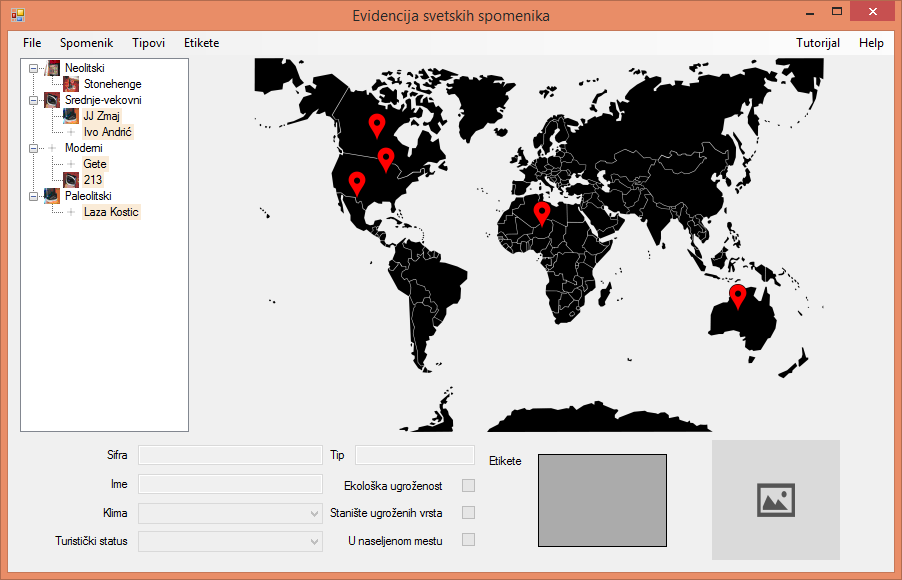 Evidencija svetskih spomenika
File Spomenik Tipovi Etikete Tutorijal Help
Neolitski
Stonehenge
Srednje-vekovni
JJ Zmaj
Ivo Andrić
Moderni
Gete
213
Paleolitski
Laza Kostic
Sifra Tip Etikete
Ime Ekološka ugroženost
Klima Stanište ugroženih vrsta
Turistički status U naseljenom mestu